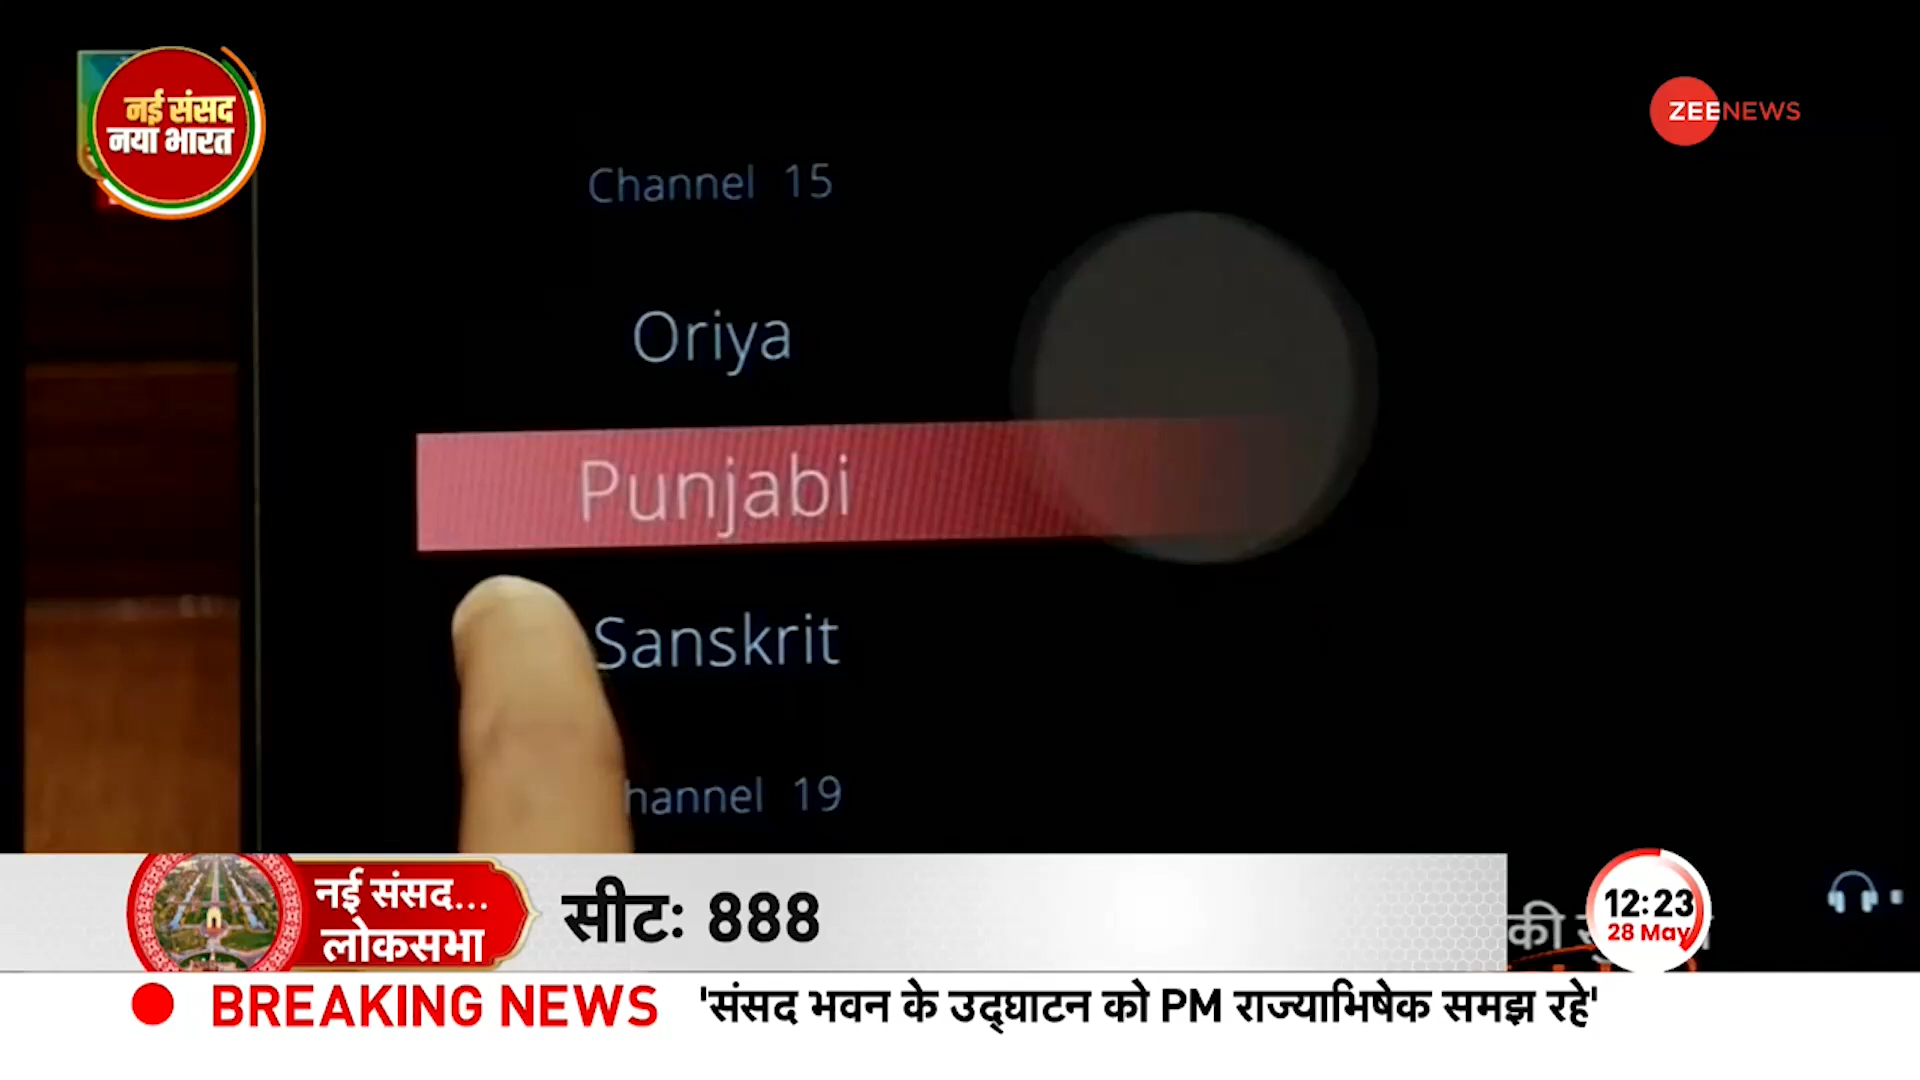 नई संसद
नया भारत
ZEENEWS
Channel 15
Oriya
Punjabi
Sanskrit
hannel 19
नई संसद...
लोकसभा
सीटः 888
की
12:23
28 May
BREAKING NEWS
'संसद भवन के उद्घाटन को PM राज्याभिषेक समझ रहे'